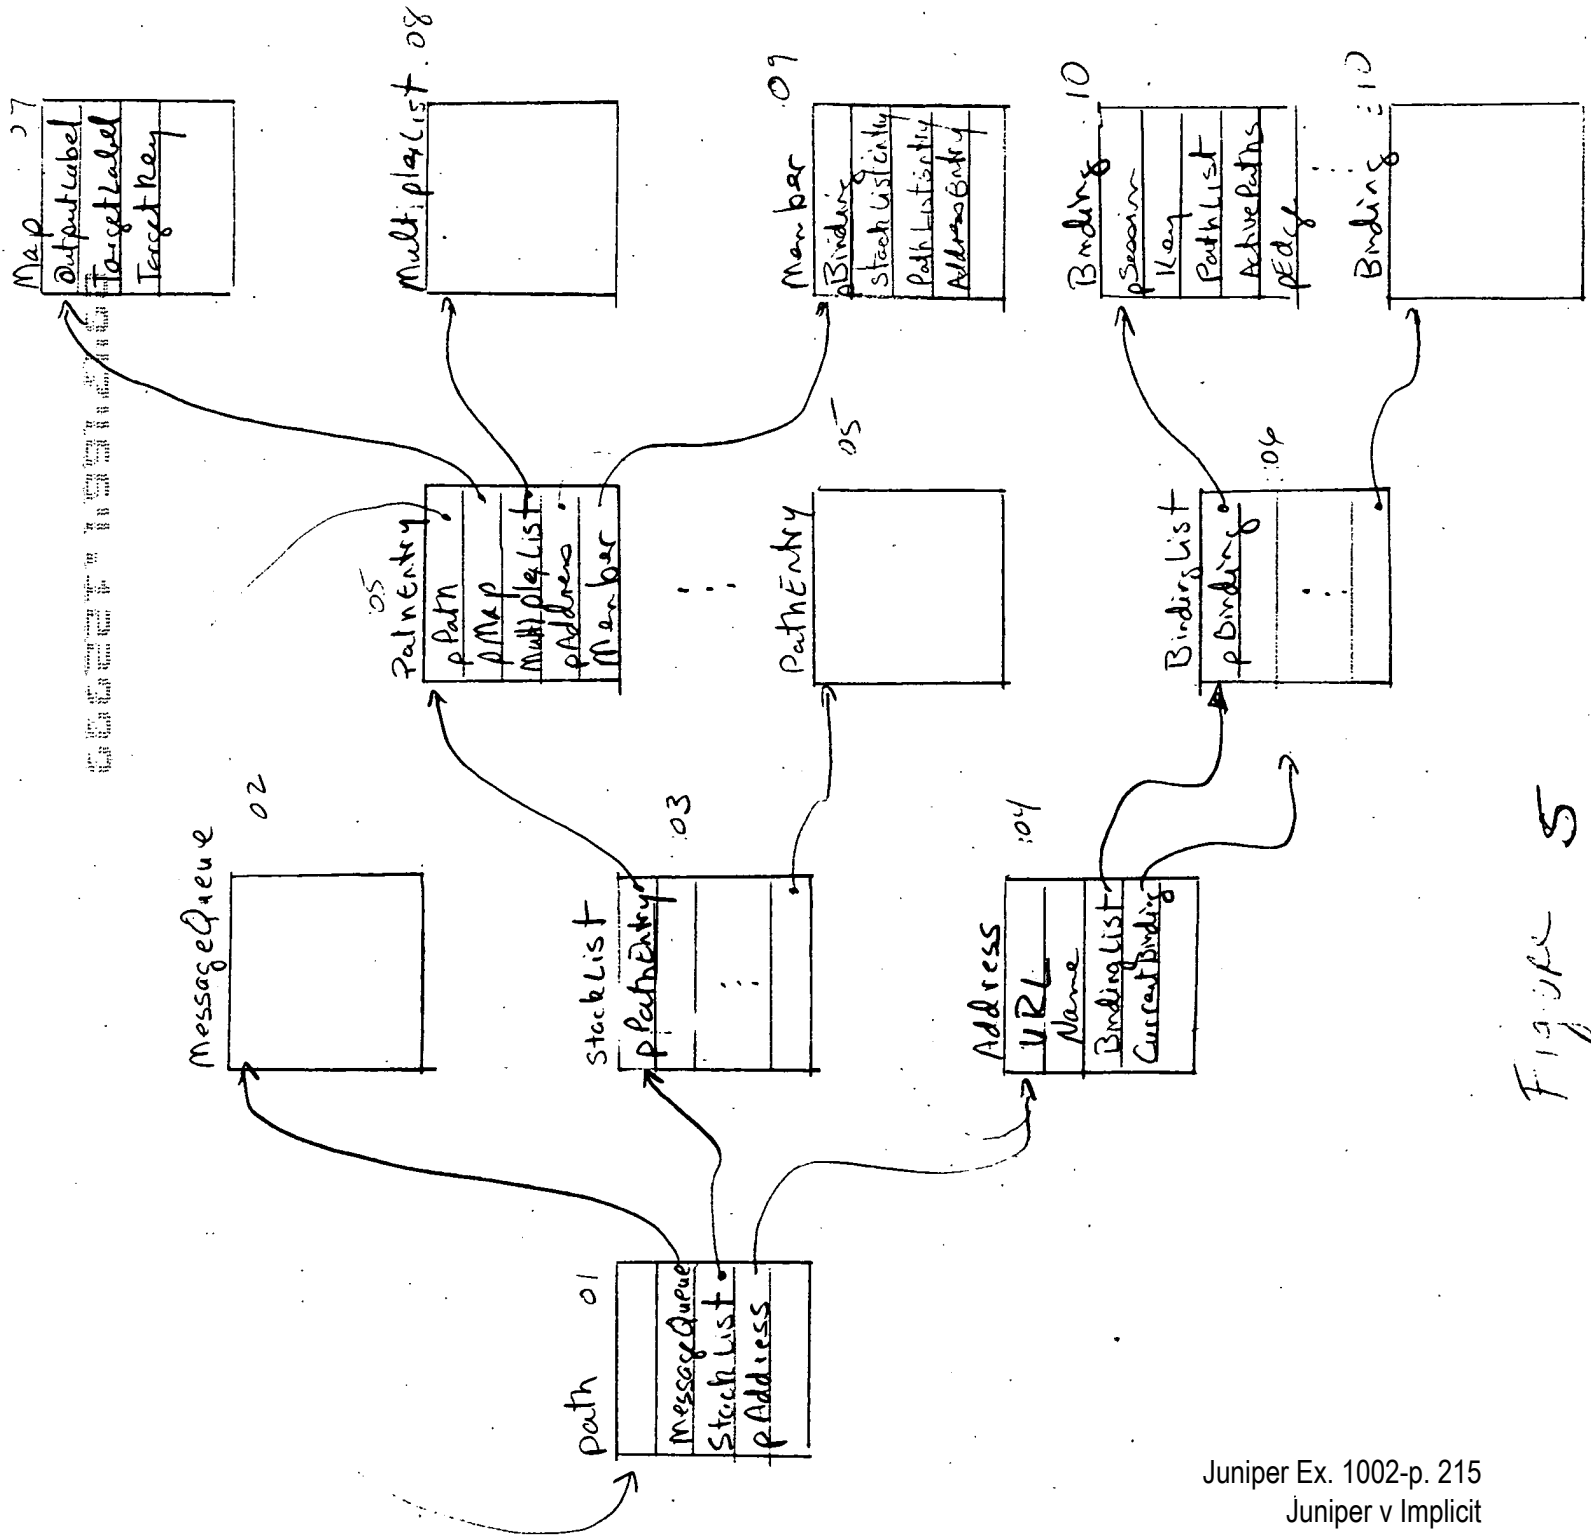 path 01
MessageQueue
StackList
pAddress
MessageQueue 02
StackList 03
pPathEntry
Address 04
URL
Name
BindingList
CurrentBinding
PathEntry 05
pPath
pMap
MultiplexList
pAddress
Member
PathEntry 05
BindingList
pBinding
Map 07
OutputLabel
TargetLabel
TargetKey
MultiplexList 08
Member 09
pBinding
StackListEntry
PathListEntry
AddressEntry
Binding 10
pSession
Key
PathList
ActivePaths
pEdge
Binding 10
Figure 5
Juniper Ex. 1002-p. 215
Juniper v Implicit